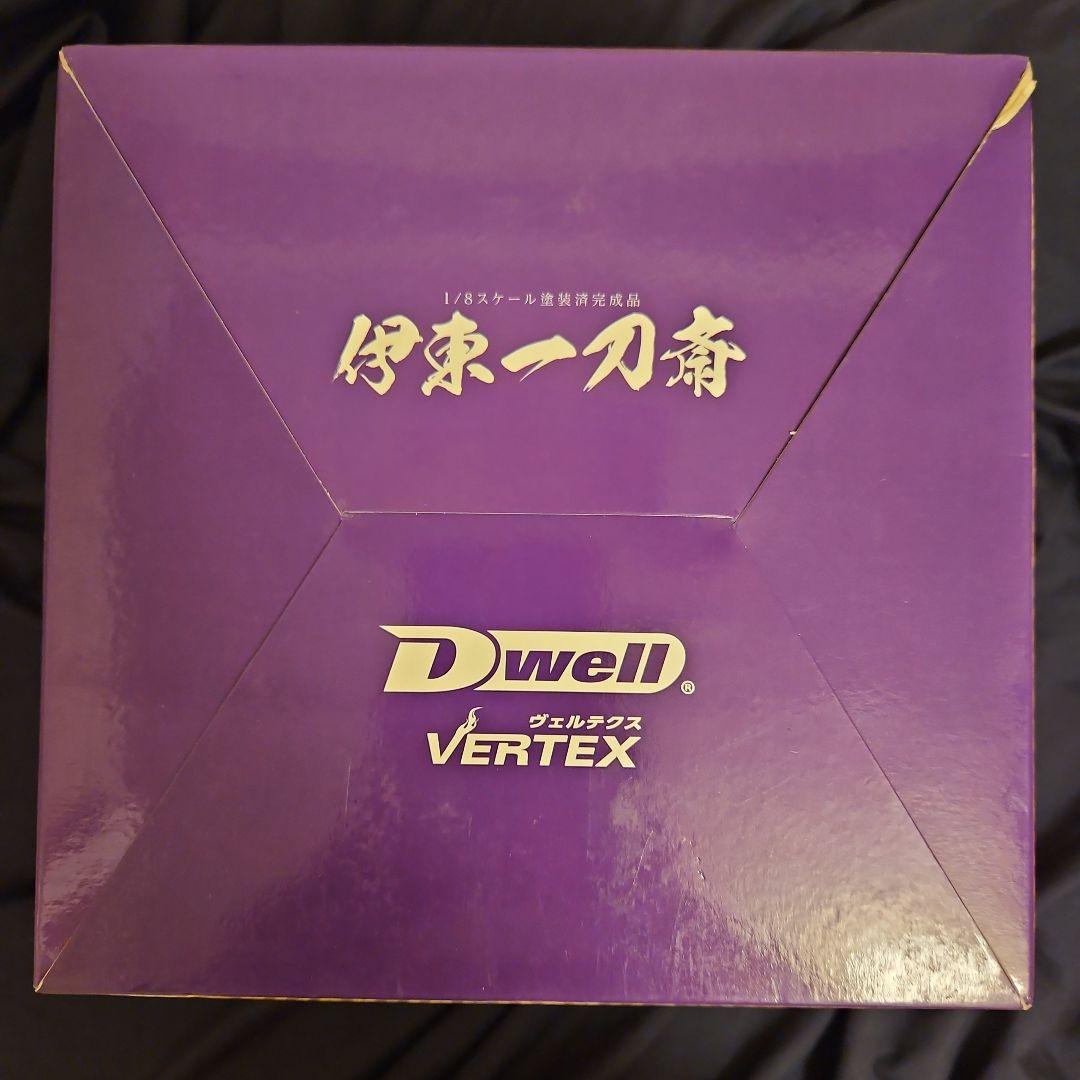 1/8スケール塗装済完成品
伊東一刀斎
Dwell®
ヴェルテクス
VERTEX